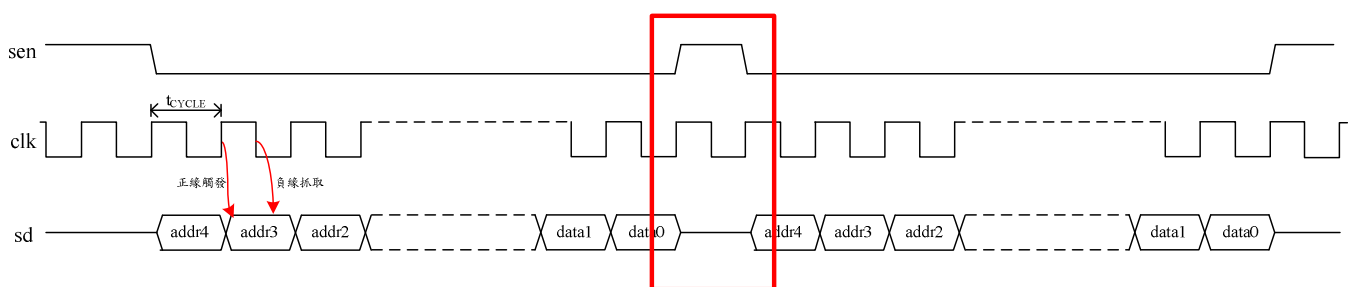 sen
tCYCLE
clk
正緣觸發 負緣抓取
sd addr4 addr3 addr2 data1 data0 addr4 addr3 addr2 data1 data0